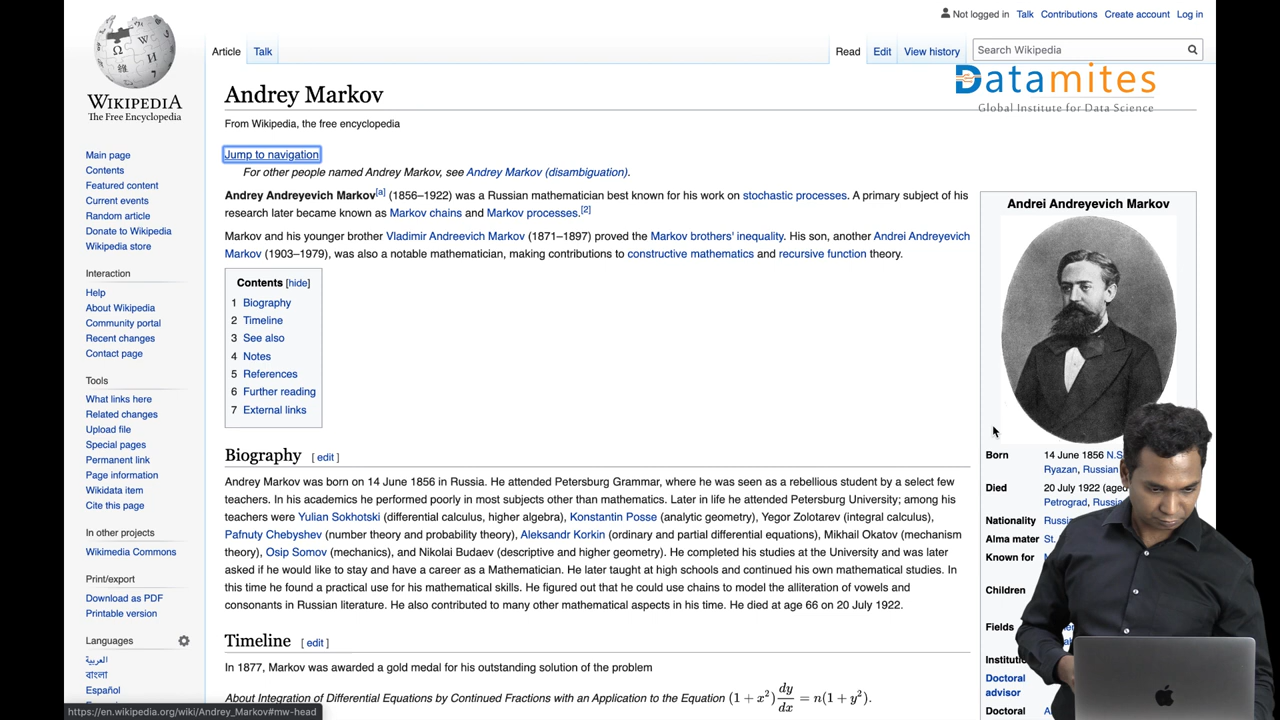 Not logged in Talk Contributions Create account Log in
Article Talk Read Edit View history Search Wikipedia
WIKIPEDIA
The Free Encyclopedia
Datamites
Global Institute for Data Science
Main page
Contents
Featured content
Current events
Random article
Donate to Wikipedia
Wikipedia store
Interaction
Help
About Wikipedia
Community portal
Recent changes
Contact page
Tools
What links here
Related changes
Upload file
Special pages
Permanent link
Page information
Wikidata item
Cite this page
In other projects
Wikimedia Commons
Print/export
Download as PDF
Printable version
Languages
العربية
বাংলা
Español
Andrey Markov
From Wikipedia, the free encyclopedia
Jump to navigation
For other people named Andrey Markov, see Andrey Markov (disambiguation).
Andrey Andreyevich Markov[a] (1856–1922) was a Russian mathematician best known for his work on stochastic processes. A primary subject of his
research later became known as Markov chains and Markov processes.[2]
Markov and his younger brother Vladimir Andreevich Markov (1871–1897) proved the Markov brothers' inequality. His son, another Andrei Andreyevich
Markov (1903–1979), was also a notable mathematician, making contributions to constructive mathematics and recursive function theory.
Contents [hide]
1 Biography
2 Timeline
3 See also
4 Notes
5 References
6 Further reading
7 External links
Biography [ edit ]
Andrey Markov was born on 14 June 1856 in Russia. He attended Petersburg Grammar, where he was seen as a rebellious student by a select few
teachers. In his academics he performed poorly in most subjects other than mathematics. Later in life he attended Petersburg University; among his
teachers were Yulian Sokhotski (differential calculus, higher algebra), Konstantin Posse (analytic geometry), Yegor Zolotarev (integral calculus),
Pafnuty Chebyshev (number theory and probability theory), Aleksandr Korkin (ordinary and partial differential equations), Mikhail Okatov (mechanism
theory), Osip Somov (mechanics), and Nikolai Budaev (descriptive and higher geometry). He completed his studies at the University and was later
asked if he would like to stay and have a career as a Mathematician. He later taught at high schools and continued his own mathematical studies. In
this time he found a practical use for his mathematical skills. He figured out that he could use chains to model the alliteration of vowels and
consonants in Russian literature. He also contributed to many other mathematical aspects in his time. He died at age 66 on 20 July 1922.
Timeline [ edit ]
In 1877, Markov was awarded a gold medal for his outstanding solution of the problem
About Integration of Differential Equations by Continued Fractions with an Application to the Equation (1 + x²) dy/dx = n(1 + y²).
Andrei Andreyevich Markov
Born 14 June 1856 N.S
Ryazan, Russian
Died 20 July 1922 (aged
Petrograd, Russia
Nationality Russia
Alma mater St.
Known for
Children
Fields
Doctoral
advisor
Doctoral
https://en.wikipedia.org/wiki/Andrey_Markov#mw-head